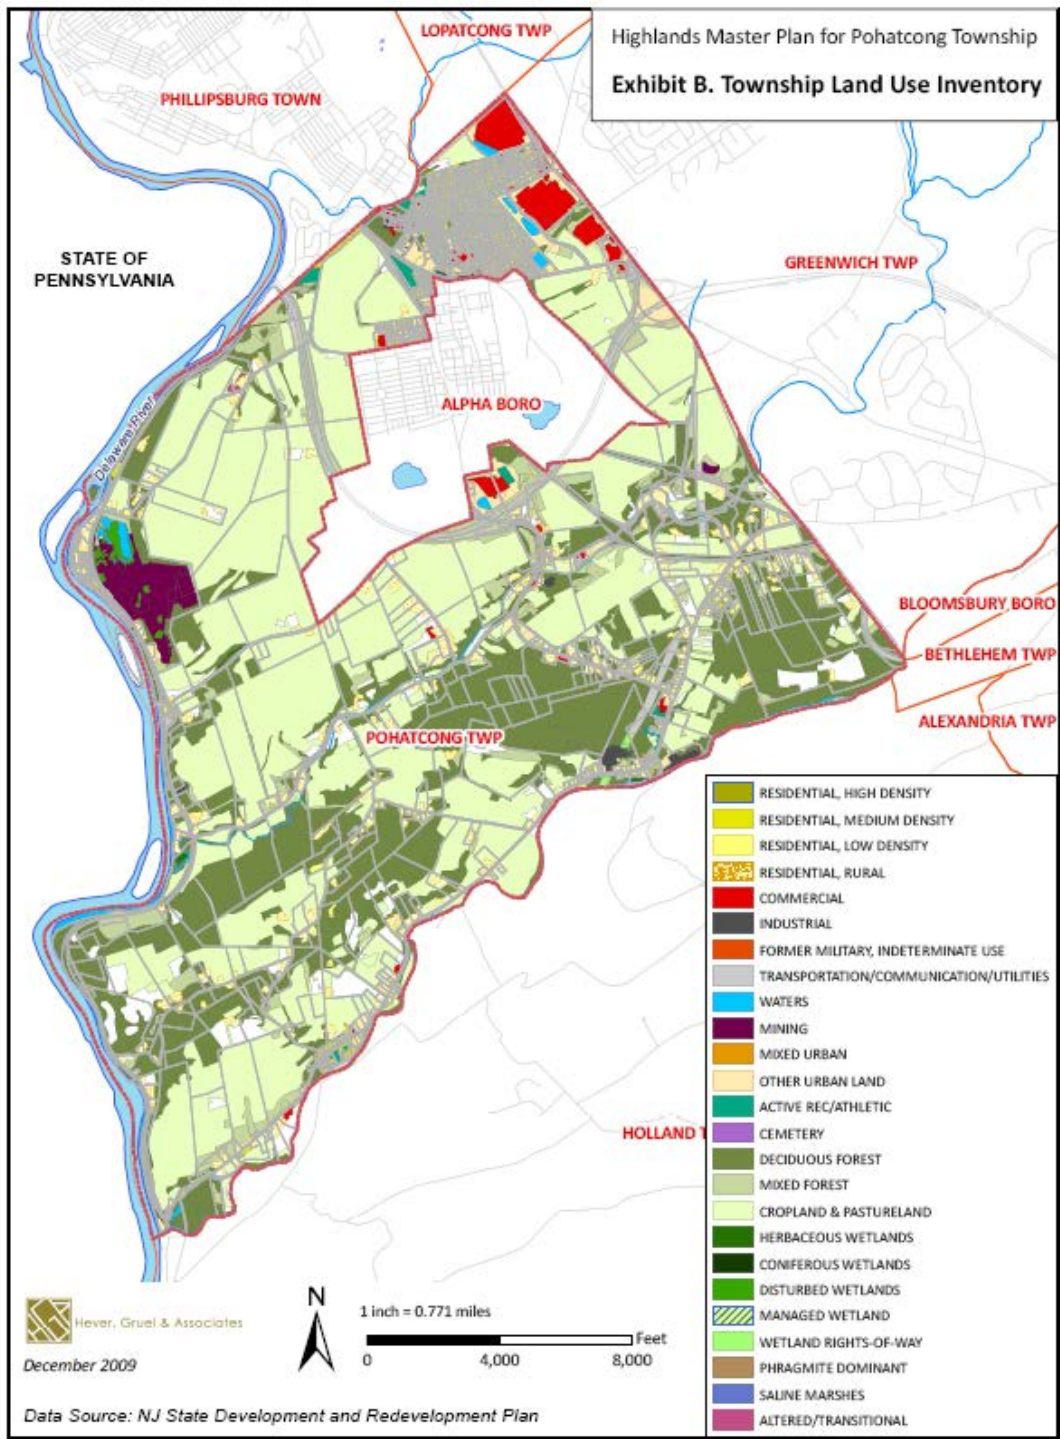 Highlands Master Plan for Pohatcong Township
Exhibit B. Township Land Use Inventory
LOPATCONG TWP
PHILLIPSBURG TOWN
STATE OF
PENNSYLVANIA
GREENWICH TWP
ALPHA BORO
Delaware River
BLOOMSBURY BORO
BETHLEHEM TWP
ALEXANDRIA TWP
POHATCONG TWP
HOLLAND T
RESIDENTIAL, HIGH DENSITY
RESIDENTIAL, MEDIUM DENSITY
RESIDENTIAL, LOW DENSITY
RESIDENTIAL, RURAL
COMMERCIAL
INDUSTRIAL
FORMER MILITARY, INDETERMINATE USE
TRANSPORTATION/COMMUNICATION/UTILITIES
WATERS
MINING
MIXED URBAN
OTHER URBAN LAND
ACTIVE REC/ATHLETIC
CEMETERY
DECIDUOUS FOREST
MIXED FOREST
CROPLAND & PASTURELAND
HERBACEOUS WETLANDS
CONIFEROUS WETLANDS
DISTURBED WETLANDS
MANAGED WETLAND
WETLAND RIGHTS-OF-WAY
PHRAGMITE DOMINANT
SALINE MARSHES
ALTERED/TRANSITIONAL
Heyer, Gruel & Associates
December 2009
N
1 inch = 0.771 miles
Feet
0 4,000 8,000
Data Source: NJ State Development and Redevelopment Plan